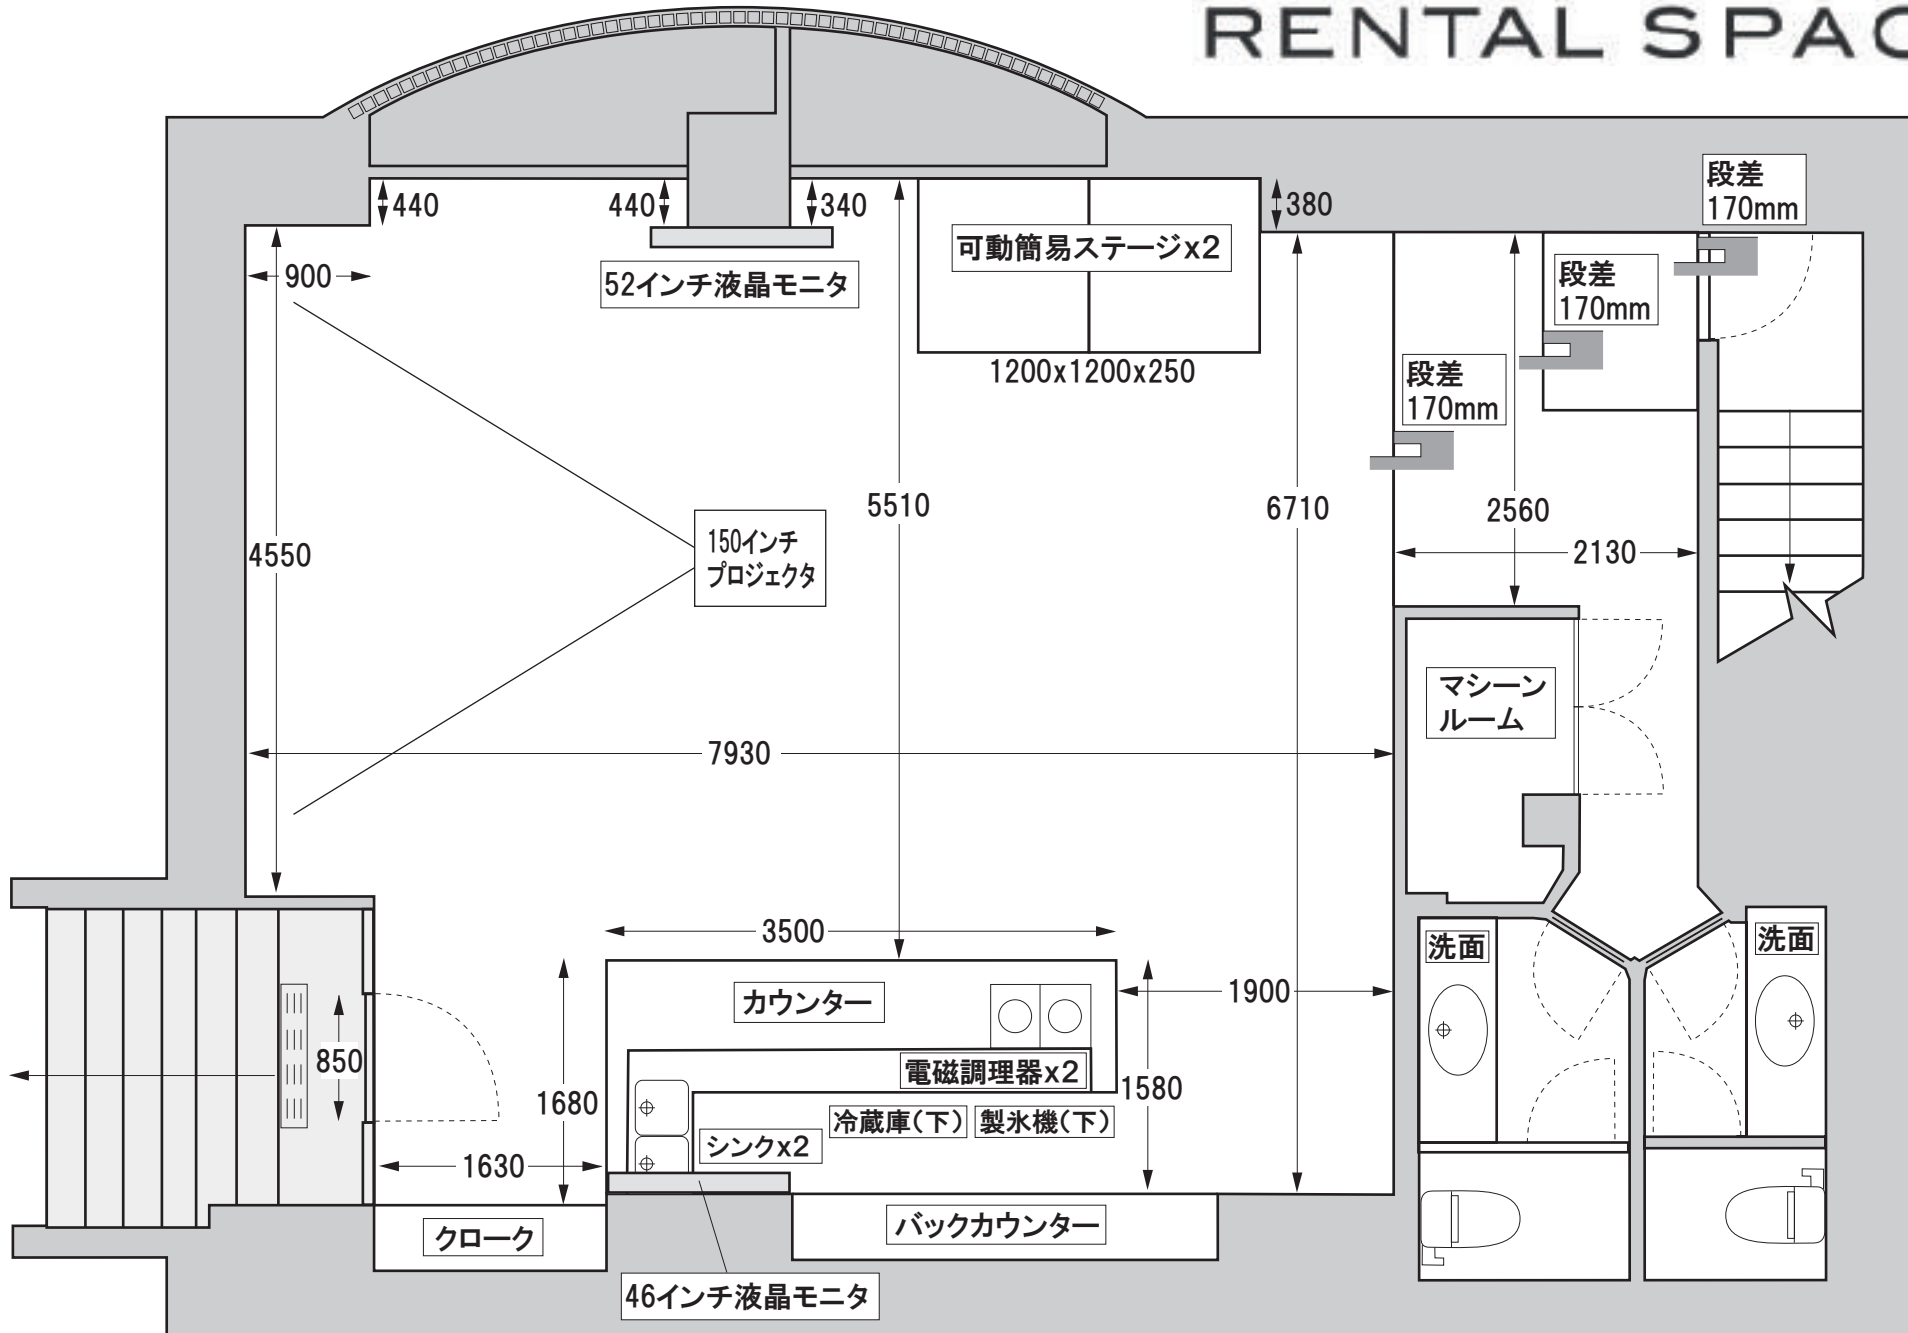 RENTAL SPAC
段差
170mm
440
440
340
380
可動簡易ステージx2
900
52インチ液晶モニタ
段差
170mm
1200x1200x250
段差
170mm
5510
6710
2560
4550
150インチ
プロジェクタ
2130
マシーン
ルーム
7930
3500
洗面
洗面
カウンター
1900
850
電磁調理器x2
1680
1580
冷蔵庫(下)
製氷機(下)
シンクx2
1630
クローク
バックカウンター
46インチ液晶モニタ